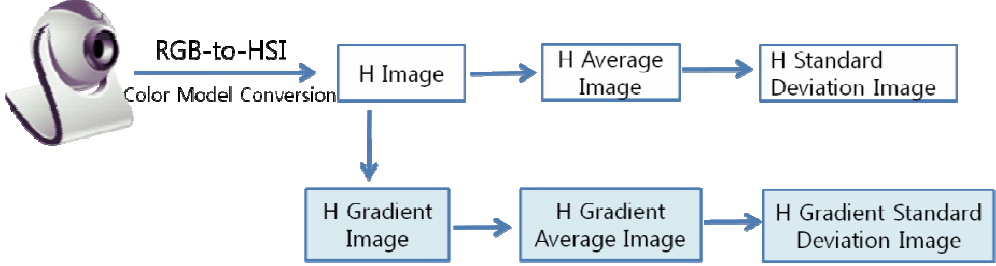 RGB-to-HSI
Color Model Conversion
H Image
H Average
Image
H Standard
Deviation Image
H Gradient
Image
H Gradient
Average Image
H Gradient Standard
Deviation Image